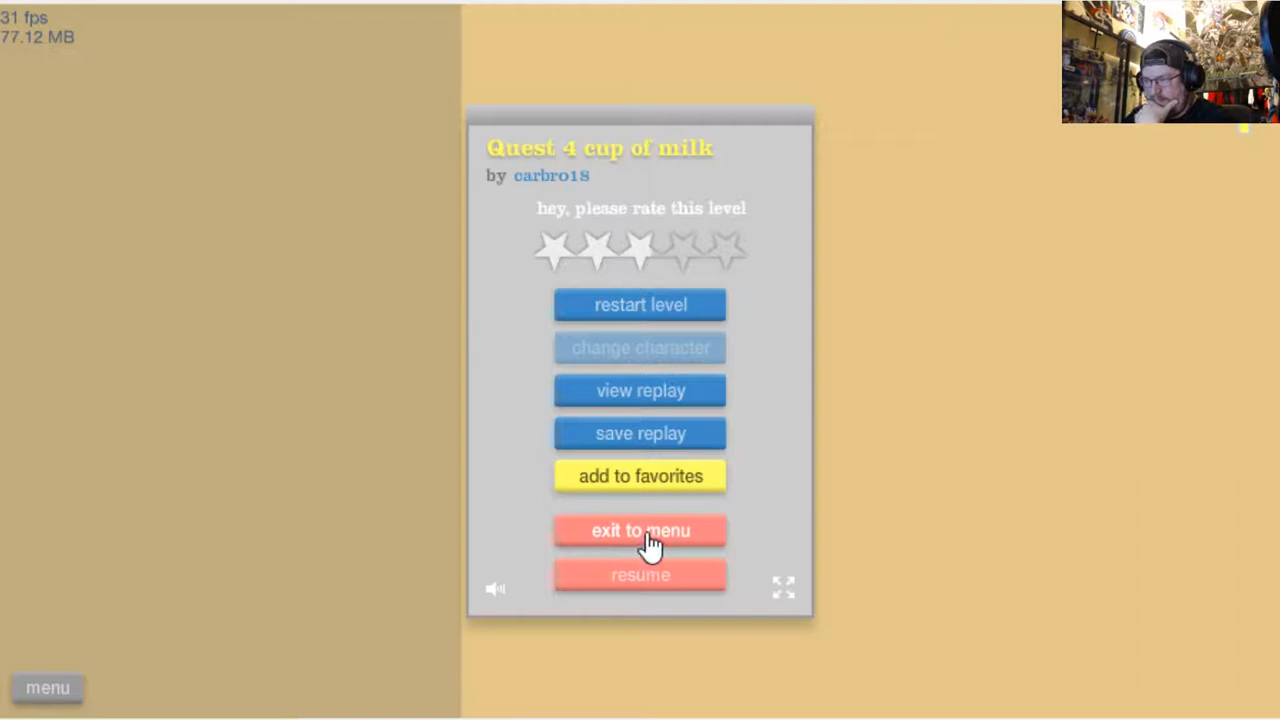 31 fps
77.12 MB
Quest 4 cup of milk
by carbro18
hey, please rate this level
restart level
change character
view replay
save replay
add to favorites
exit to menu
resume
menu